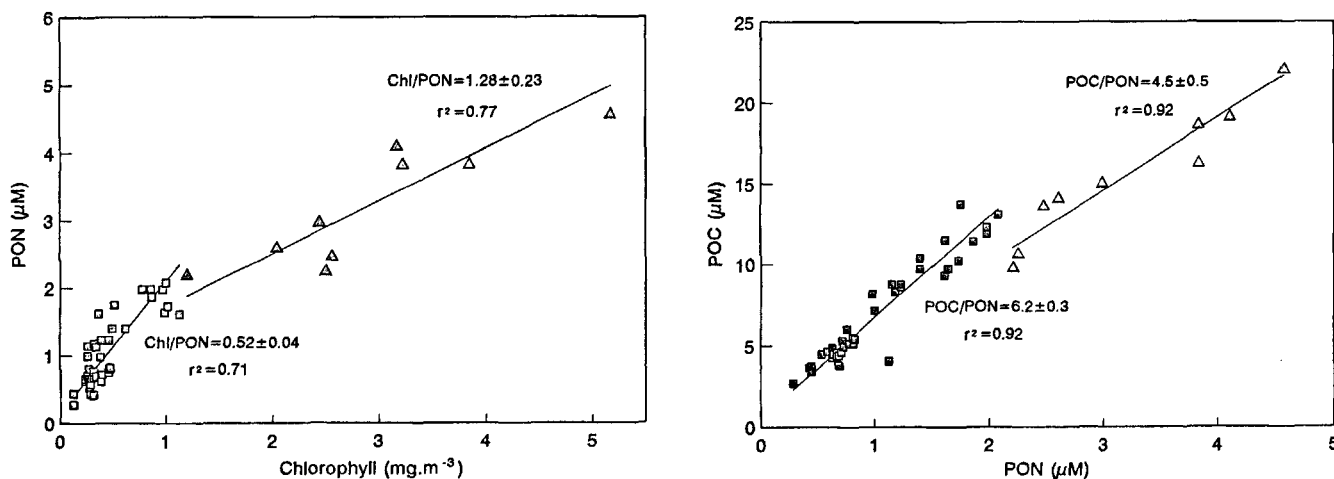 6
5
4
3
2
1
0
PON (µM)
Chl/PON=1.28±0.23
r²=0.77
Chl/PON=0.52±0.04
r²=0.71
0 1 2 3 4 5
Chlorophyll (mg.m⁻³)
25
20
15
10
5
0
POC (µM)
POC/PON=4.5±0.5
r²=0.92
POC/PON=6.2±0.3
r²=0.92
0 1 2 3 4 5
PON (µM)